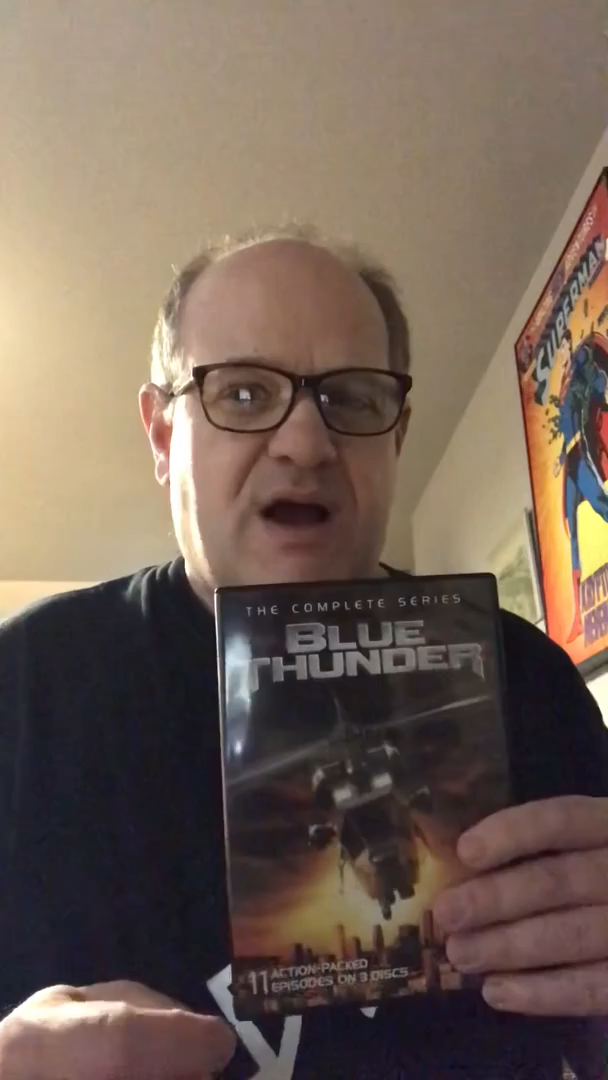 SUPERMAN
THE COMPLETE SERIES
BLUE
THUNDER
11 ACTION-PACKED
EPISODES ON 3 DISCS